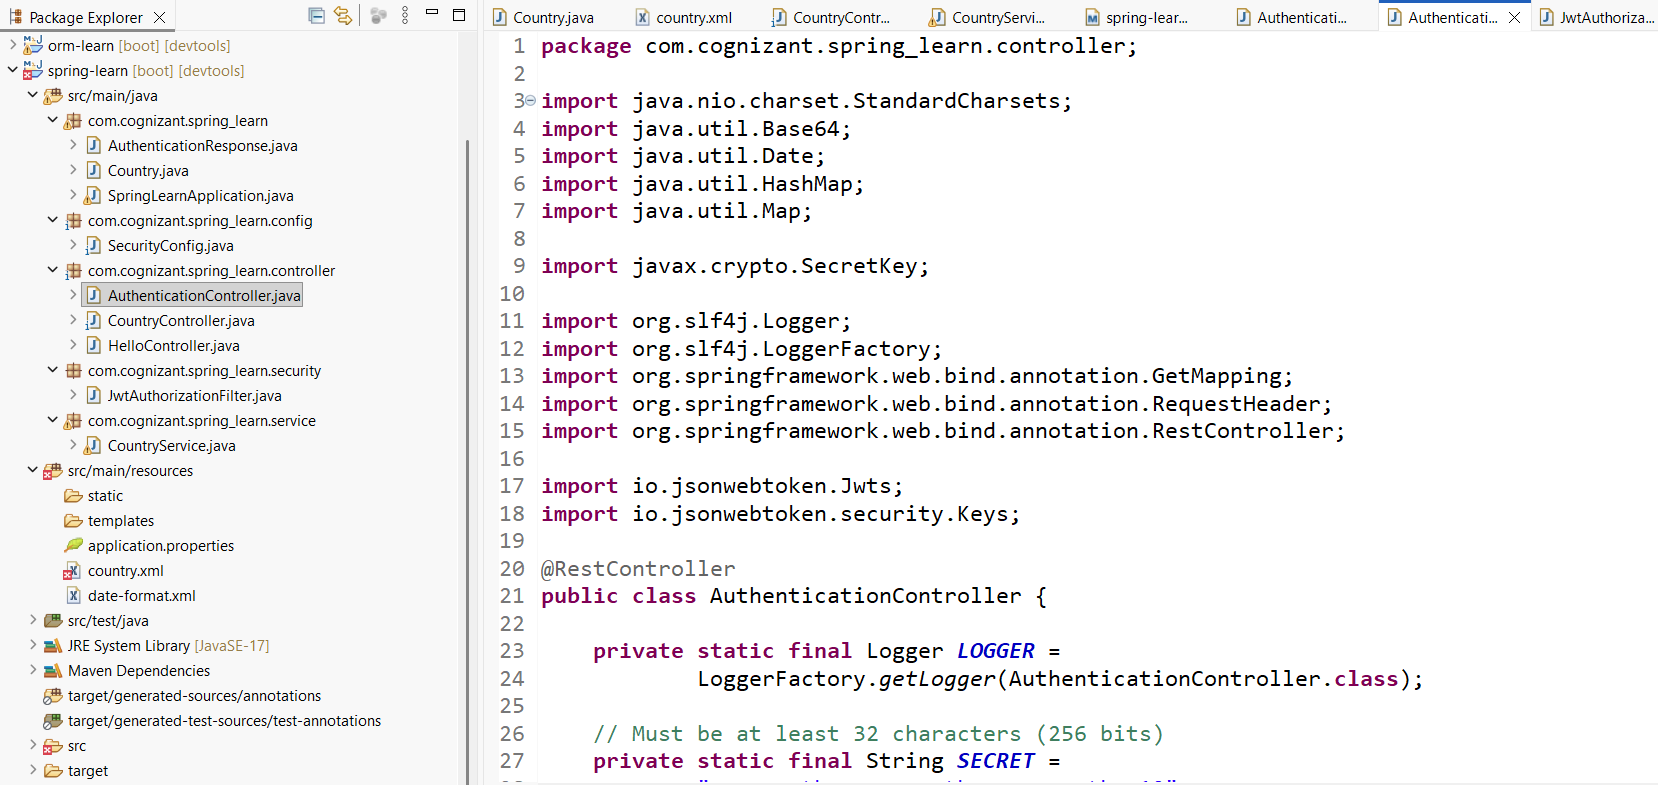 Package Explorer
orm-learn [boot] [devtools]
spring-learn [boot] [devtools]
src/main/java
com.cognizant.spring_learn
AuthenticationResponse.java
Country.java
SpringLearnApplication.java
com.cognizant.spring_learn.config
SecurityConfig.java
com.cognizant.spring_learn.controller
AuthenticationController.java
CountryController.java
HelloController.java
com.cognizant.spring_learn.security
JwtAuthorizationFilter.java
com.cognizant.spring_learn.service
CountryService.java
src/main/resources
static
templates
application.properties
country.xml
date-format.xml
src/test/java
JRE System Library [JavaSE-17]
Maven Dependencies
target/generated-sources/annotations
target/generated-test-sources/test-annotations
src
target
Country.java country.xml CountryContr... CountryServi... spring-lear... Authenticati... Authenticati... JwtAuthoriza...
1 package com.cognizant.spring_learn.controller;
2
3 import java.nio.charset.StandardCharsets;
4 import java.util.Base64;
5 import java.util.Date;
6 import java.util.HashMap;
7 import java.util.Map;
8
9 import javax.crypto.SecretKey;
10
11 import org.slf4j.Logger;
12 import org.slf4j.LoggerFactory;
13 import org.springframework.web.bind.annotation.GetMapping;
14 import org.springframework.web.bind.annotation.RequestHeader;
15 import org.springframework.web.bind.annotation.RestController;
16
17 import io.jsonwebtoken.Jwts;
18 import io.jsonwebtoken.security.Keys;
19
20 @RestController
21 public class AuthenticationController {
22
23 private static final Logger LOGGER =
24 LoggerFactory.getLogger(AuthenticationController.class);
25
26 // Must be at least 32 characters (256 bits)
27 private static final String SECRET =